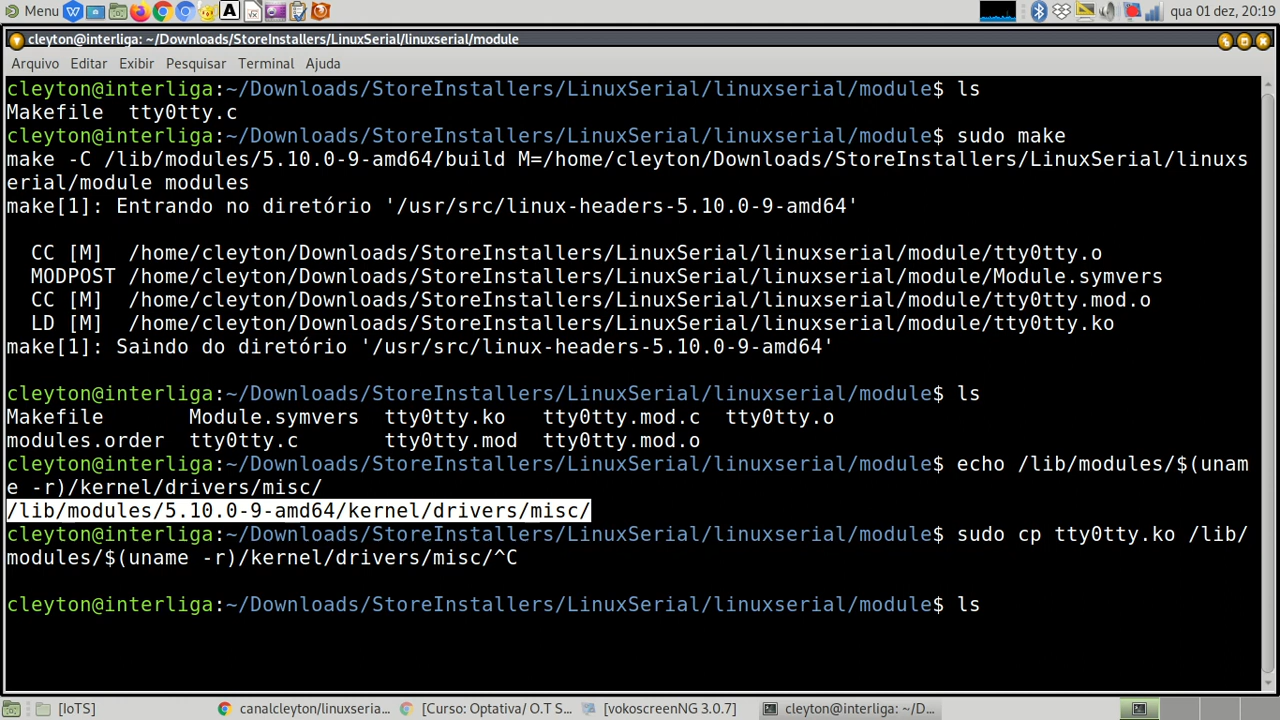 Menu
qua 01 dez, 20:19
cleyton@interliga: ~/Downloads/StoreInstallers/LinuxSerial/linuxserial/module
Arquivo Editar Exibir Pesquisar Terminal Ajuda
cleyton@interliga:~/Downloads/StoreInstallers/LinuxSerial/linuxserial/module$ ls
Makefile  tty0tty.c
cleyton@interliga:~/Downloads/StoreInstallers/LinuxSerial/linuxserial/module$ sudo make
make -C /lib/modules/5.10.0-9-amd64/build M=/home/cleyton/Downloads/StoreInstallers/LinuxSerial/linuxs
erial/module modules
make[1]: Entrando no diretório '/usr/src/linux-headers-5.10.0-9-amd64'
  CC [M]  /home/cleyton/Downloads/StoreInstallers/LinuxSerial/linuxserial/module/tty0tty.o
  MODPOST /home/cleyton/Downloads/StoreInstallers/LinuxSerial/linuxserial/module/Module.symvers
  CC [M]  /home/cleyton/Downloads/StoreInstallers/LinuxSerial/linuxserial/module/tty0tty.mod.o
  LD [M]  /home/cleyton/Downloads/StoreInstallers/LinuxSerial/linuxserial/module/tty0tty.ko
make[1]: Saindo do diretório '/usr/src/linux-headers-5.10.0-9-amd64'
cleyton@interliga:~/Downloads/StoreInstallers/LinuxSerial/linuxserial/module$ ls
Makefile       Module.symvers  tty0tty.ko   tty0tty.mod.c  tty0tty.o
modules.order  tty0tty.c       tty0tty.mod  tty0tty.mod.o
cleyton@interliga:~/Downloads/StoreInstallers/LinuxSerial/linuxserial/module$ echo /lib/modules/$(unam
e -r)/kernel/drivers/misc/
/lib/modules/5.10.0-9-amd64/kernel/drivers/misc/
cleyton@interliga:~/Downloads/StoreInstallers/LinuxSerial/linuxserial/module$ sudo cp tty0tty.ko /lib/
modules/$(uname -r)/kernel/drivers/misc/^C
cleyton@interliga:~/Downloads/StoreInstallers/LinuxSerial/linuxserial/module$ ls
[IoTS]
canalcleyton/linuxseria...
[Curso: Optativa/ O.T S...
[vokoscreenNG 3.0.7]
cleyton@interliga: ~/D...